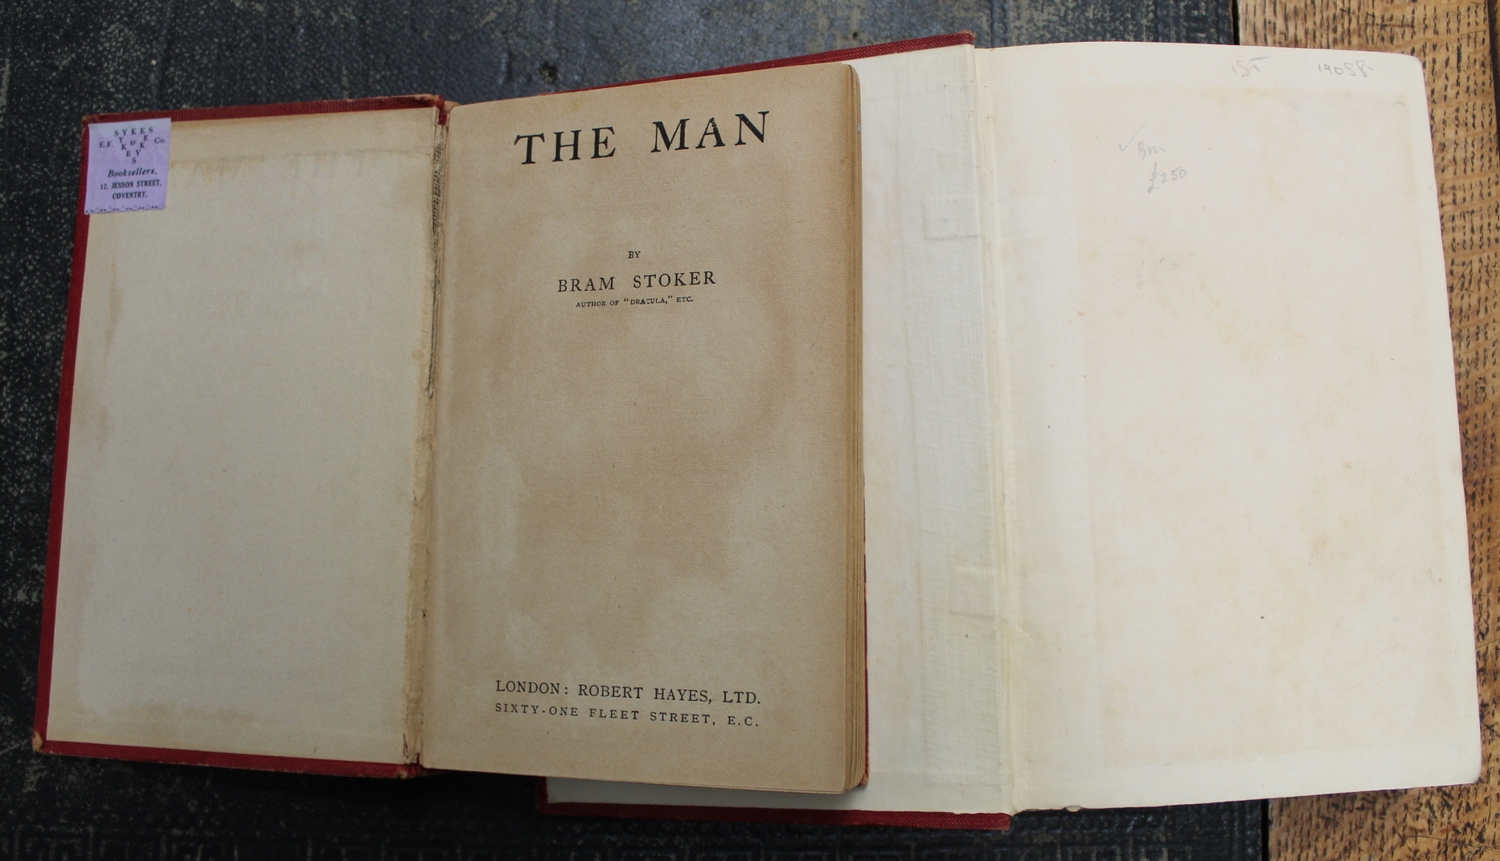 SYKES
Y E
E.F. K & K Co.
E Y
S
Booksellers,
12, JESSON STREET,
COVENTRY.
THE MAN
BY
BRAM STOKER
AUTHOR OF "DRACULA," ETC.
LONDON: ROBERT HAYES, LTD.
SIXTY-ONE FLEET STREET, E.C.
1ST
£250